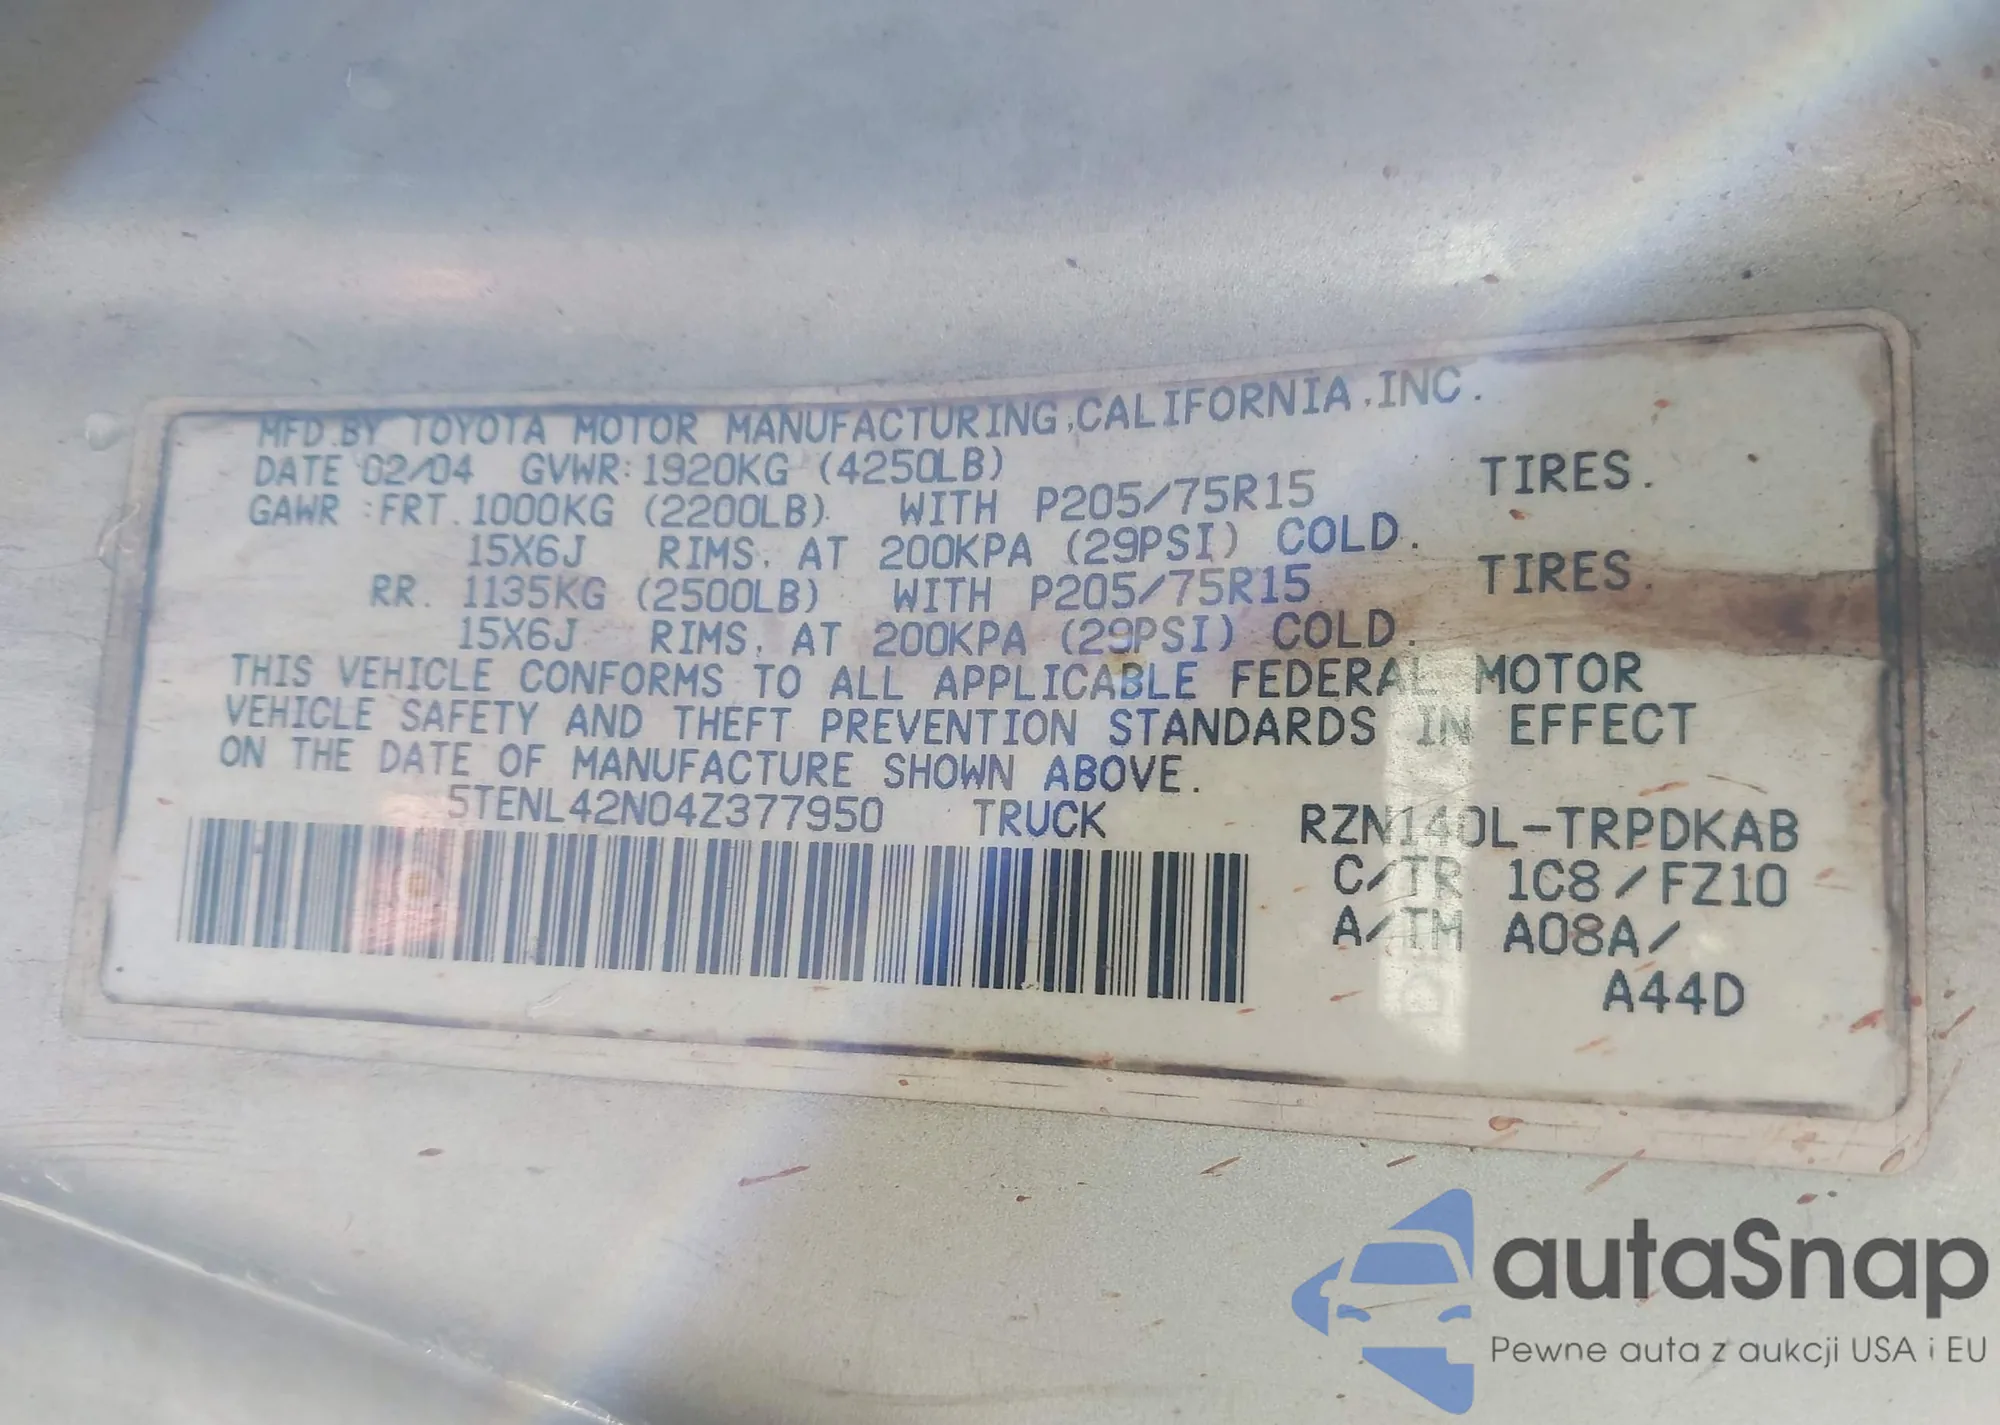 MFD.BY TOYOTA MOTOR MANUFACTURING,CALIFORNIA,INC.
DATE 02/04 GVWR: 1920KG (4250LB)
GAWR :FRT. 1000KG (2200LB). WITH P205/75R15 TIRES.
15X6J RIMS, AT 200KPA (29PSI) COLD.
RR. 1135KG (2500LB) WITH P205/75R15 TIRES.
15X6J RIMS, AT 200KPA (29PSI) COLD.
THIS VEHICLE CONFORMS TO ALL APPLICABLE FEDERAL MOTOR
VEHICLE SAFETY AND THEFT PREVENTION STANDARDS IN EFFECT
ON THE DATE OF MANUFACTURE SHOWN ABOVE.
5TENL42N04Z377950 TRUCK RZN140L-TRPDKAB
C/TR 1C8/FZ10
A/TM A08A/
A44D
autaSnap
Pewne auta z aukcji USA i EU